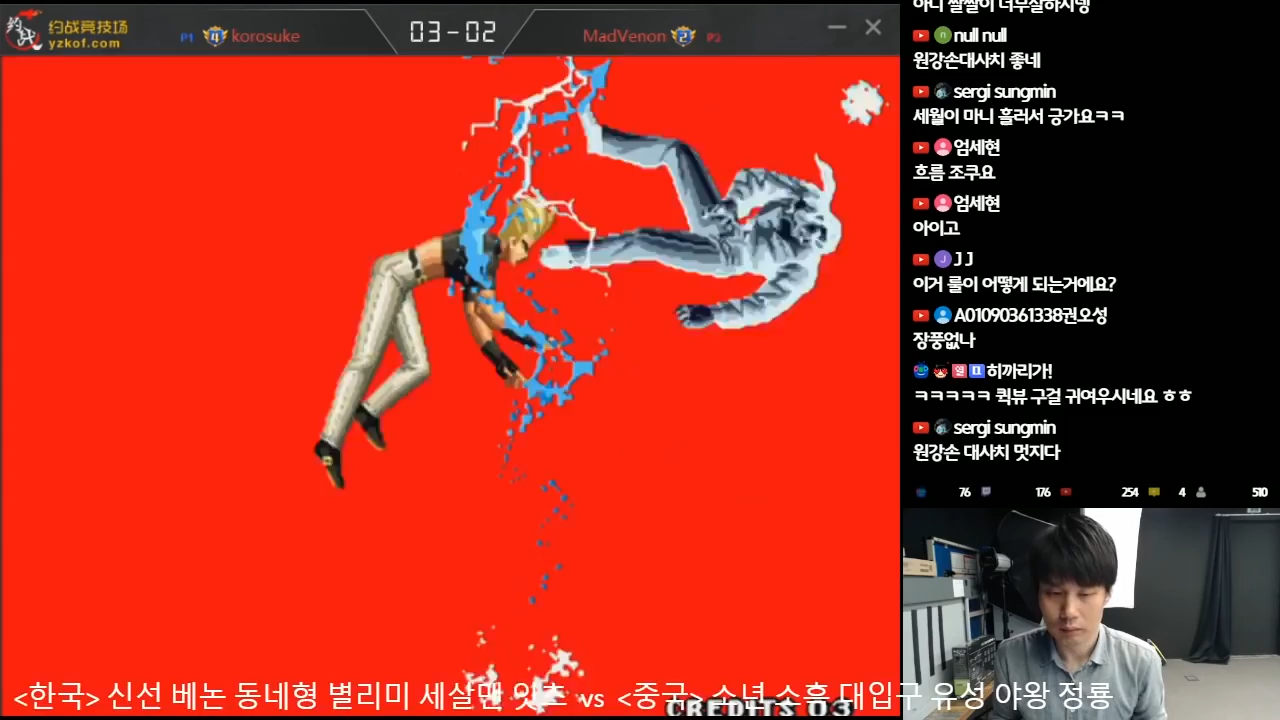 约战竞技场
yzkof.com
P1 4 korosuke
03-02
MadVenon 2 P2
null null
원강손대사치 좋네
sergi sungmin
세월이 마니 흘러서 긍가요ㅋㅋ
엄세현
흐름 조쿠요
엄세현
아이고
J J
이거 룰이 어떻게 되는거에요?
A01090361338권오성
장풍없나
히까리가!
ㅋㅋㅋㅋㅋ 퀵뷰 구걸 귀여우시네요 ㅎㅎ
sergi sungmin
원강손 대사치 멋지다
76 176 254 4 510
<한국> 신선 베논 동네형 별리미 세살맨 잇츠 vs <중국> 소년 소흑 대입구 유성 야왕 정룡
CREDITS 03